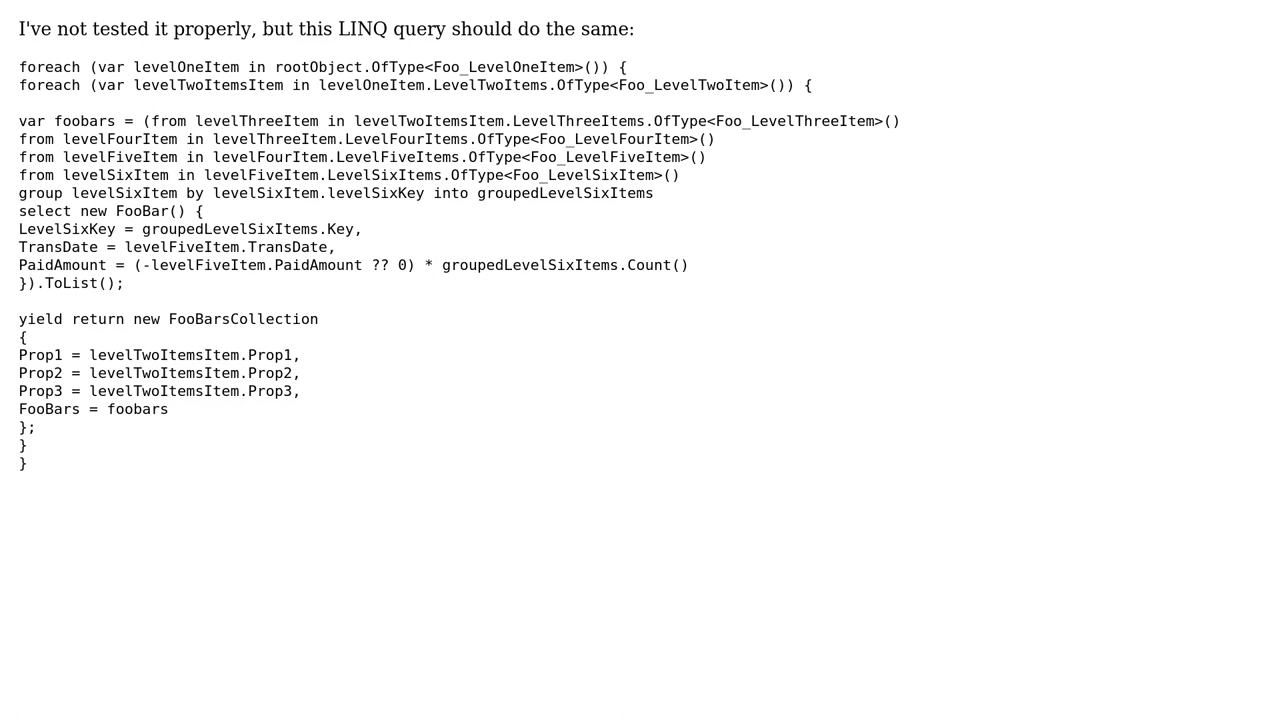 I've not tested it properly, but this LINQ query should do the same:
foreach (var levelOneItem in rootObject.OfType<Foo_LevelOneItem>()) {
foreach (var levelTwoItemsItem in levelOneItem.LevelTwoItems.OfType<Foo_LevelTwoItem>()) {
var foobars = (from levelThreeItem in levelTwoItemsItem.LevelThreeItems.OfType<Foo_LevelThreeItem>()
from levelFourItem in levelThreeItem.LevelFourItems.OfType<Foo_LevelFourItem>()
from levelFiveItem in levelFourItem.LevelFiveItems.OfType<Foo_LevelFiveItem>()
from levelSixItem in levelFiveItem.LevelSixItems.OfType<Foo_LevelSixItem>()
group levelSixItem by levelSixItem.levelSixKey into groupedLevelSixItems
select new FooBar() {
LevelSixKey = groupedLevelSixItems.Key,
TransDate = levelFiveItem.TransDate,
PaidAmount = (-levelFiveItem.PaidAmount ?? 0) * groupedLevelSixItems.Count()
}).ToList();
yield return new FooBarsCollection
{
Prop1 = levelTwoItemsItem.Prop1,
Prop2 = levelTwoItemsItem.Prop2,
Prop3 = levelTwoItemsItem.Prop3,
FooBars = foobars
};
}
}